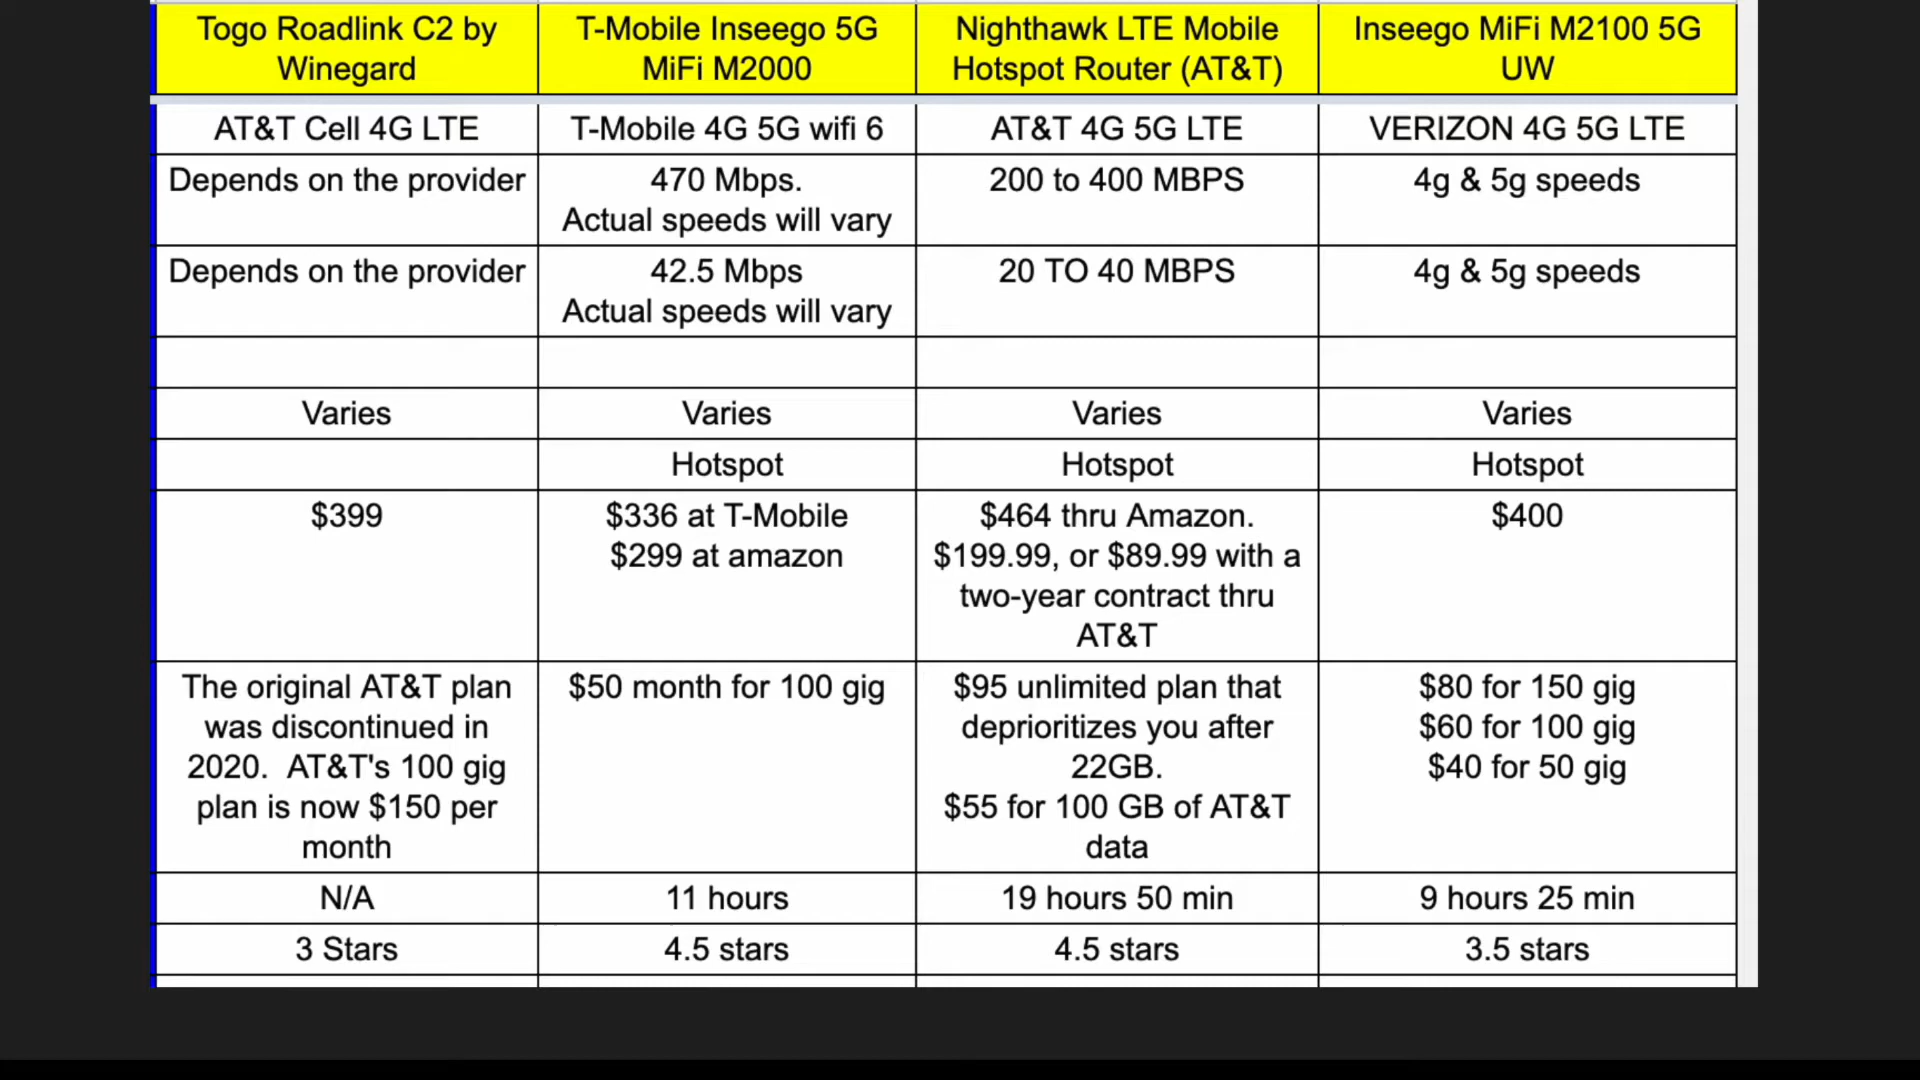 Togo Roadlink C2 by
Winegard
T-Mobile Inseego 5G
MiFi M2000
Nighthawk LTE Mobile
Hotspot Router (AT&T)
Inseego MiFi M2100 5G
UW
AT&T Cell 4G LTE
T-Mobile 4G 5G wifi 6
AT&T 4G 5G LTE
VERIZON 4G 5G LTE
Depends on the provider
470 Mbps.
Actual speeds will vary
200 to 400 MBPS
4g & 5g speeds
Depends on the provider
42.5 Mbps
Actual speeds will vary
20 TO 40 MBPS
4g & 5g speeds
Varies
Varies
Varies
Varies
Hotspot
Hotspot
Hotspot
$399
$336 at T-Mobile
$299 at amazon
$464 thru Amazon.
$199.99, or $89.99 with a
two-year contract thru
AT&T
$400
The original AT&T plan
was discontinued in
2020.  AT&T's 100 gig
plan is now $150 per
month
$50 month for 100 gig
$95 unlimited plan that
deprioritizes you after
22GB.
$55 for 100 GB of AT&T
data
$80 for 150 gig
$60 for 100 gig
$40 for 50 gig
N/A
11 hours
19 hours 50 min
9 hours 25 min
3 Stars
4.5 stars
4.5 stars
3.5 stars